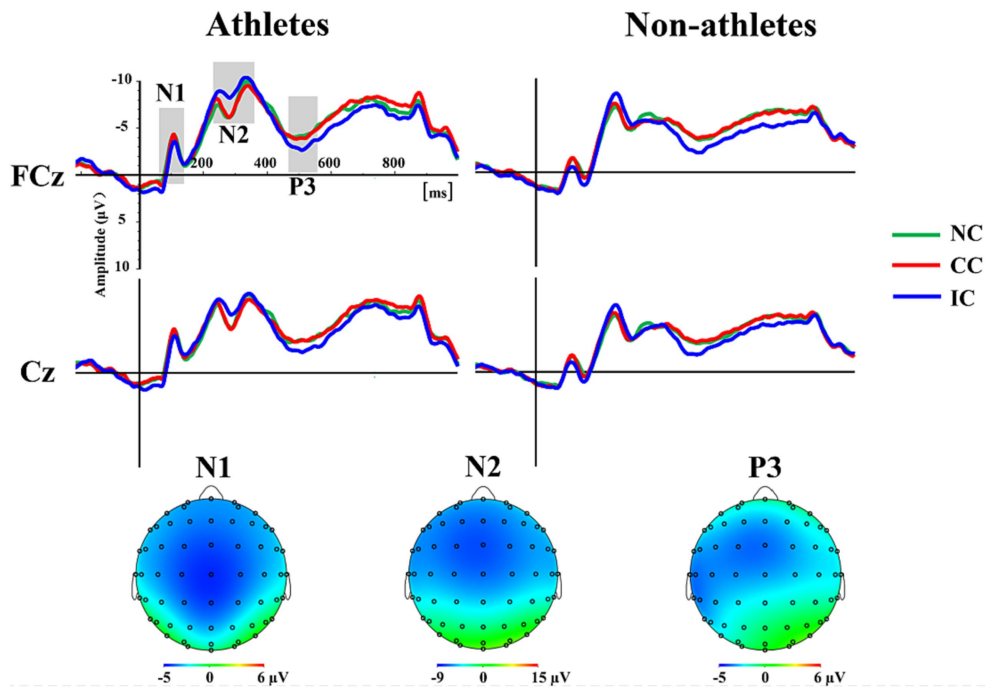 Athletes
Non-athletes
-10
N1
-5
N2
200
400
600
800
FCz
P3
[ms]
5
Amplitude (µV)
10
NC
CC
IC
Cz
N1
N2
P3
-5 0 6 µV
-9 0 15 µV
-5 0 6 µV